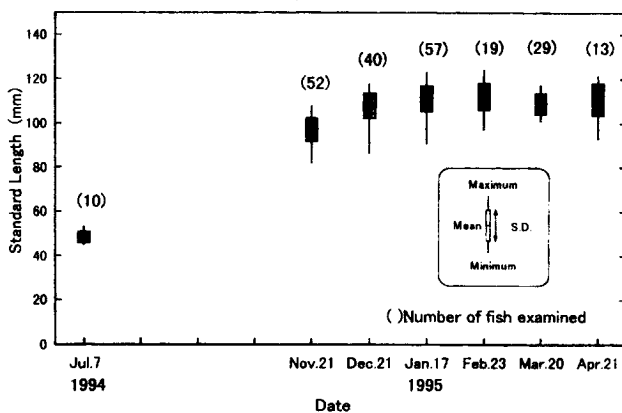 Standard Length (mm)
140
120
100
80
60
40
20
0
(10)
(52)
(40)
(57)
(19)
(29)
(13)
Maximum
Mean
S.D.
Minimum
( )Number of fish examined
Jul.7
Nov.21
Dec.21
Jan.17
Feb.23
Mar.20
Apr.21
1994
1995
Date